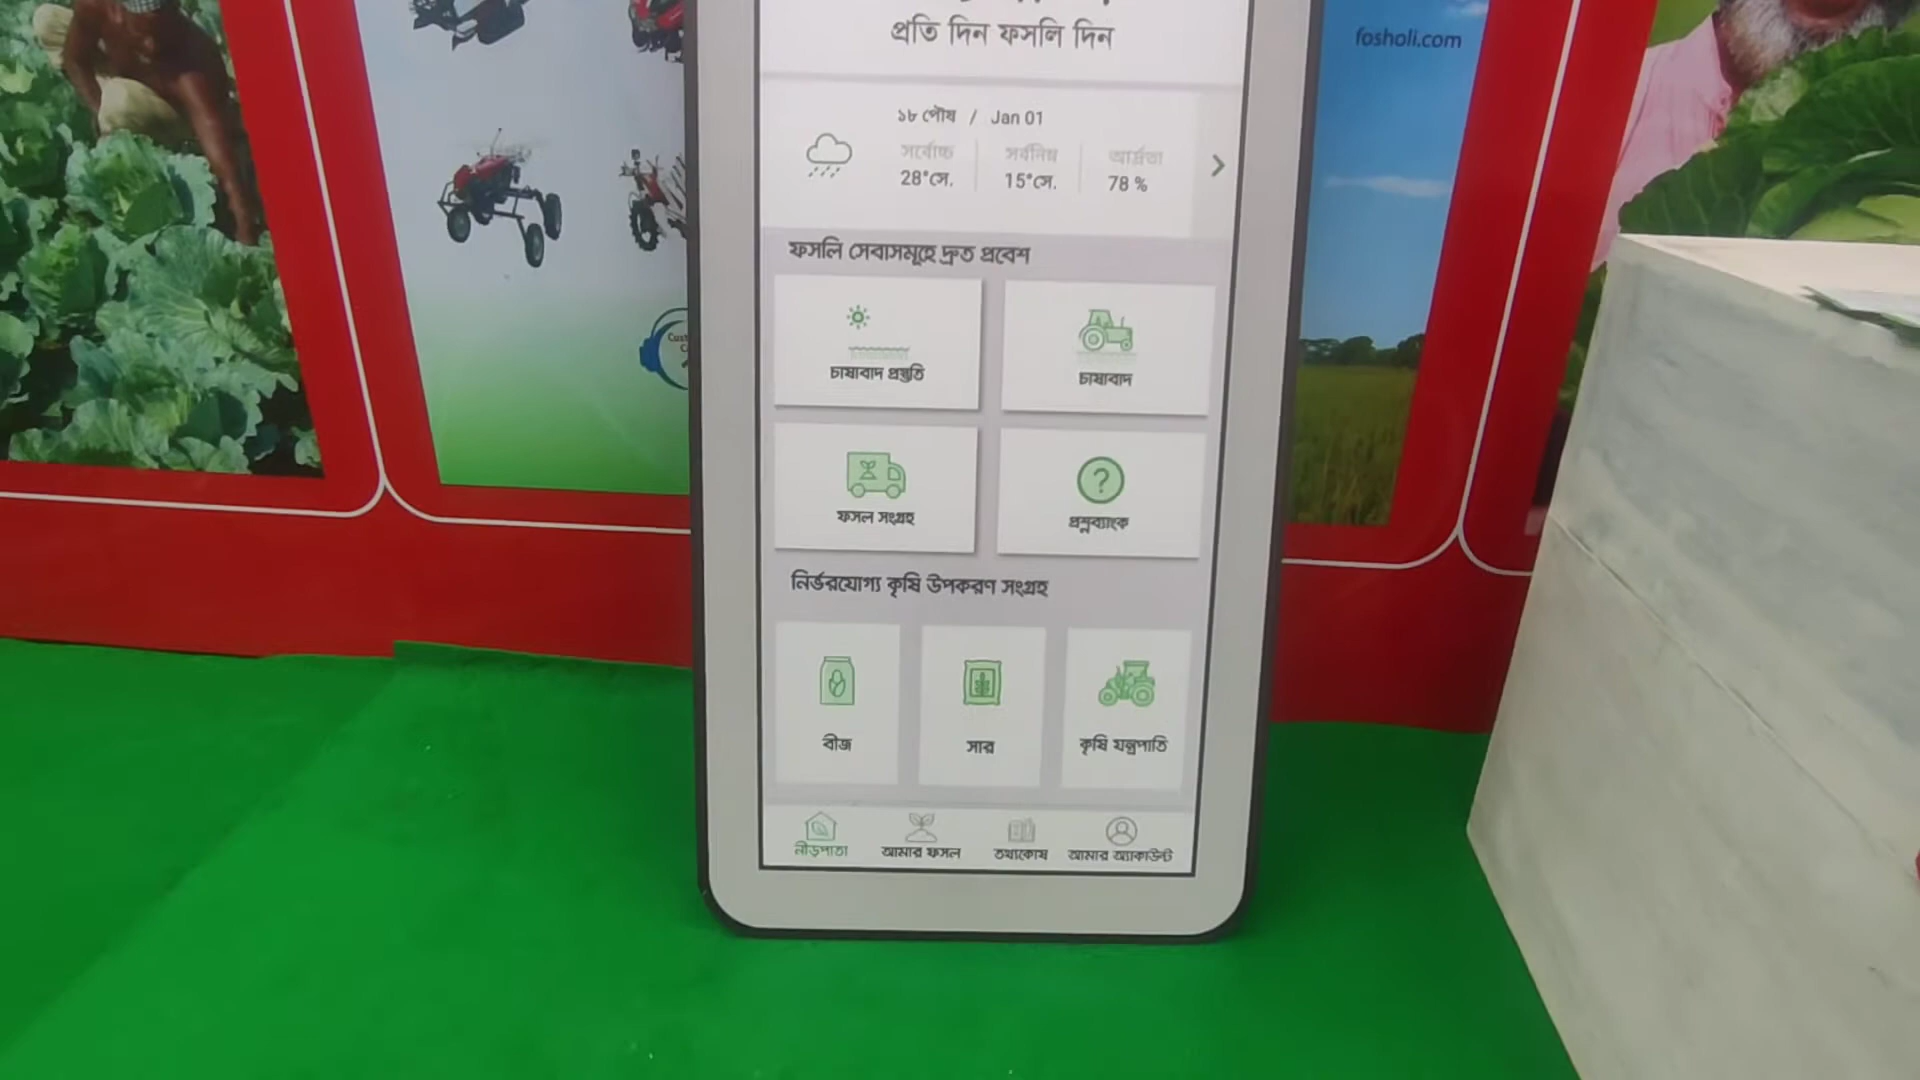 প্রতি দিন ফসলি দিন
fosholi.com
১৮ পৌষ / Jan 01
সর্বোচ্চ সর্বনিম্ন আর্দ্রতা
28°সে. 15°সে. 78 %
ফসলি সেবাসমূহে দ্রুত প্রবেশ
চাষাবাদ প্রস্তুতি চাষাবাদ
ফসল সংগ্রহ প্রশ্নব্যাংক
নির্ভরযোগ্য কৃষি উপকরণ সংগ্রহ
বীজ সার কৃষি যন্ত্রপাতি
নীড়পাতা আমার ফসল তথ্যকোষ আমার অ্যাকাউন্ট